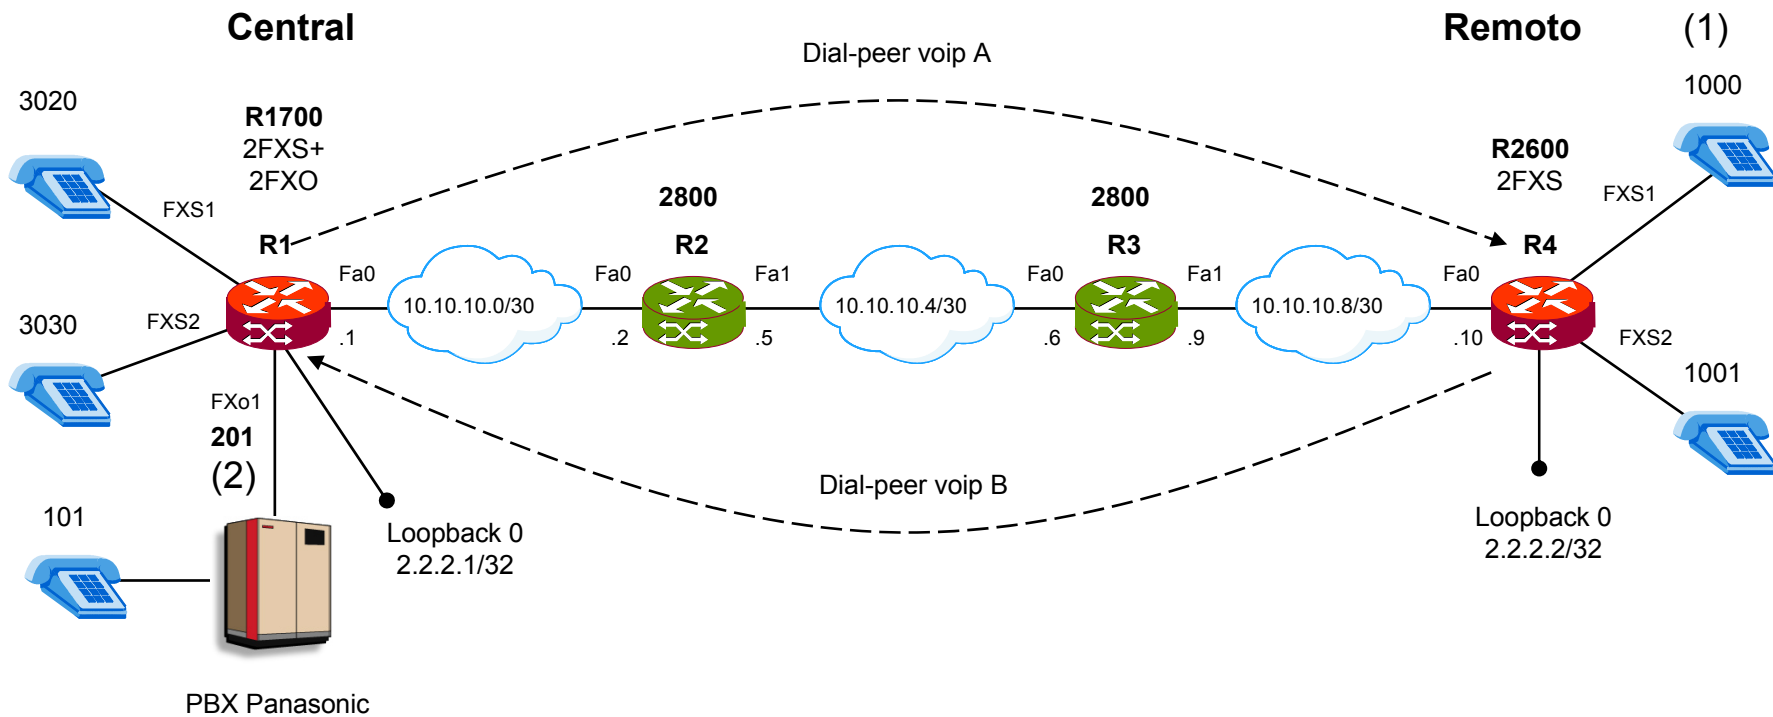 Central
Remoto
(1)
Dial-peer voip A
3020
R1700
2FXS+
2FXO
1000
R2600
2FXS
FXS1
FXS1
2800
2800
R1
R2
R3
R4
Fa0
Fa0
Fa1
Fa0
Fa1
Fa0
10.10.10.0/30
10.10.10.4/30
10.10.10.8/30
3030
FXS2
.1
.2
.5
.6
.9
.10
FXS2
1001
FXo1
201
(2)
Dial-peer voip B
101
Loopback 0
2.2.2.1/32
Loopback 0
2.2.2.2/32
PBX Panasonic